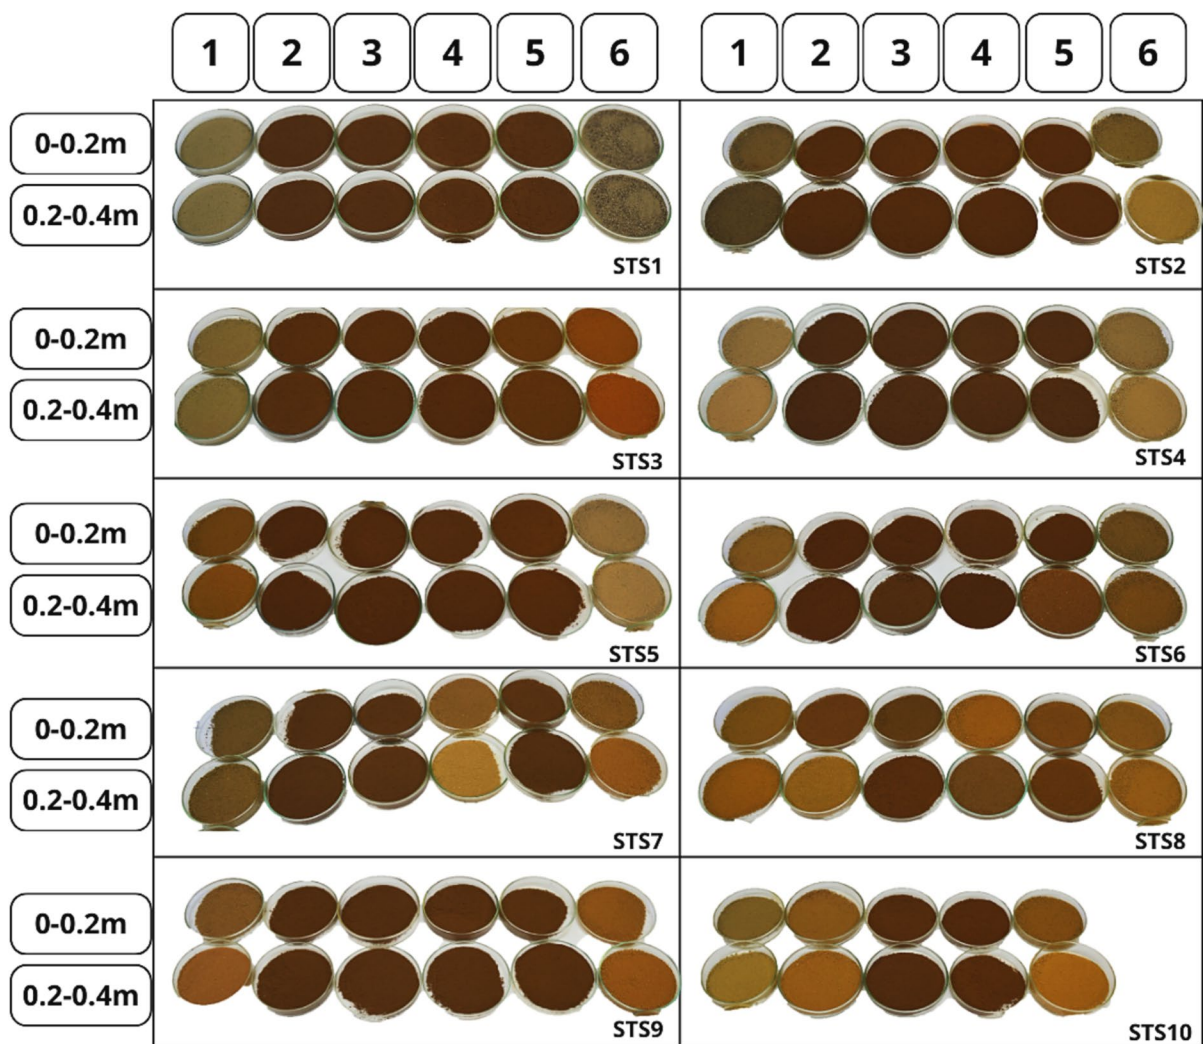 1 2 3 4 5 6 1 2 3 4 5 6
0-0.2m
0.2-0.4m
STS1 STS2
0-0.2m
0.2-0.4m
STS3 STS4
0-0.2m
0.2-0.4m
STS5 STS6
0-0.2m
0.2-0.4m
STS7 STS8
0-0.2m
0.2-0.4m
STS9 STS10